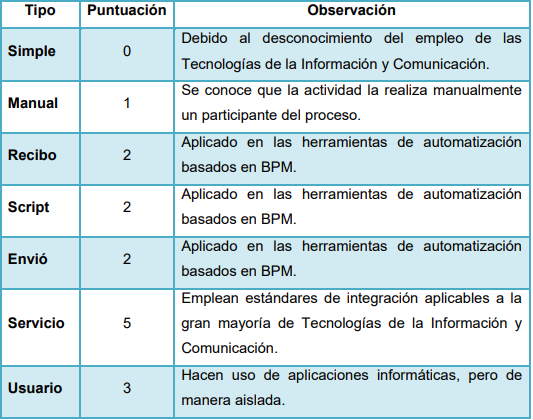 Tipo Puntuación Observación
Simple 0 Debido al desconocimiento del empleo de las
Tecnologías de la Información y Comunicación.
Manual 1 Se conoce que la actividad la realiza manualmente
un participante del proceso.
Recibo 2 Aplicado en las herramientas de automatización
basados en BPM.
Script 2 Aplicado en las herramientas de automatización
basados en BPM.
Envió 2 Aplicado en las herramientas de automatización
basados en BPM.
Servicio 5 Emplean estándares de integración aplicables a la
gran mayoría de Tecnologías de la Información y
Comunicación.
Usuario 3 Hacen uso de aplicaciones informáticas, pero de
manera aislada.